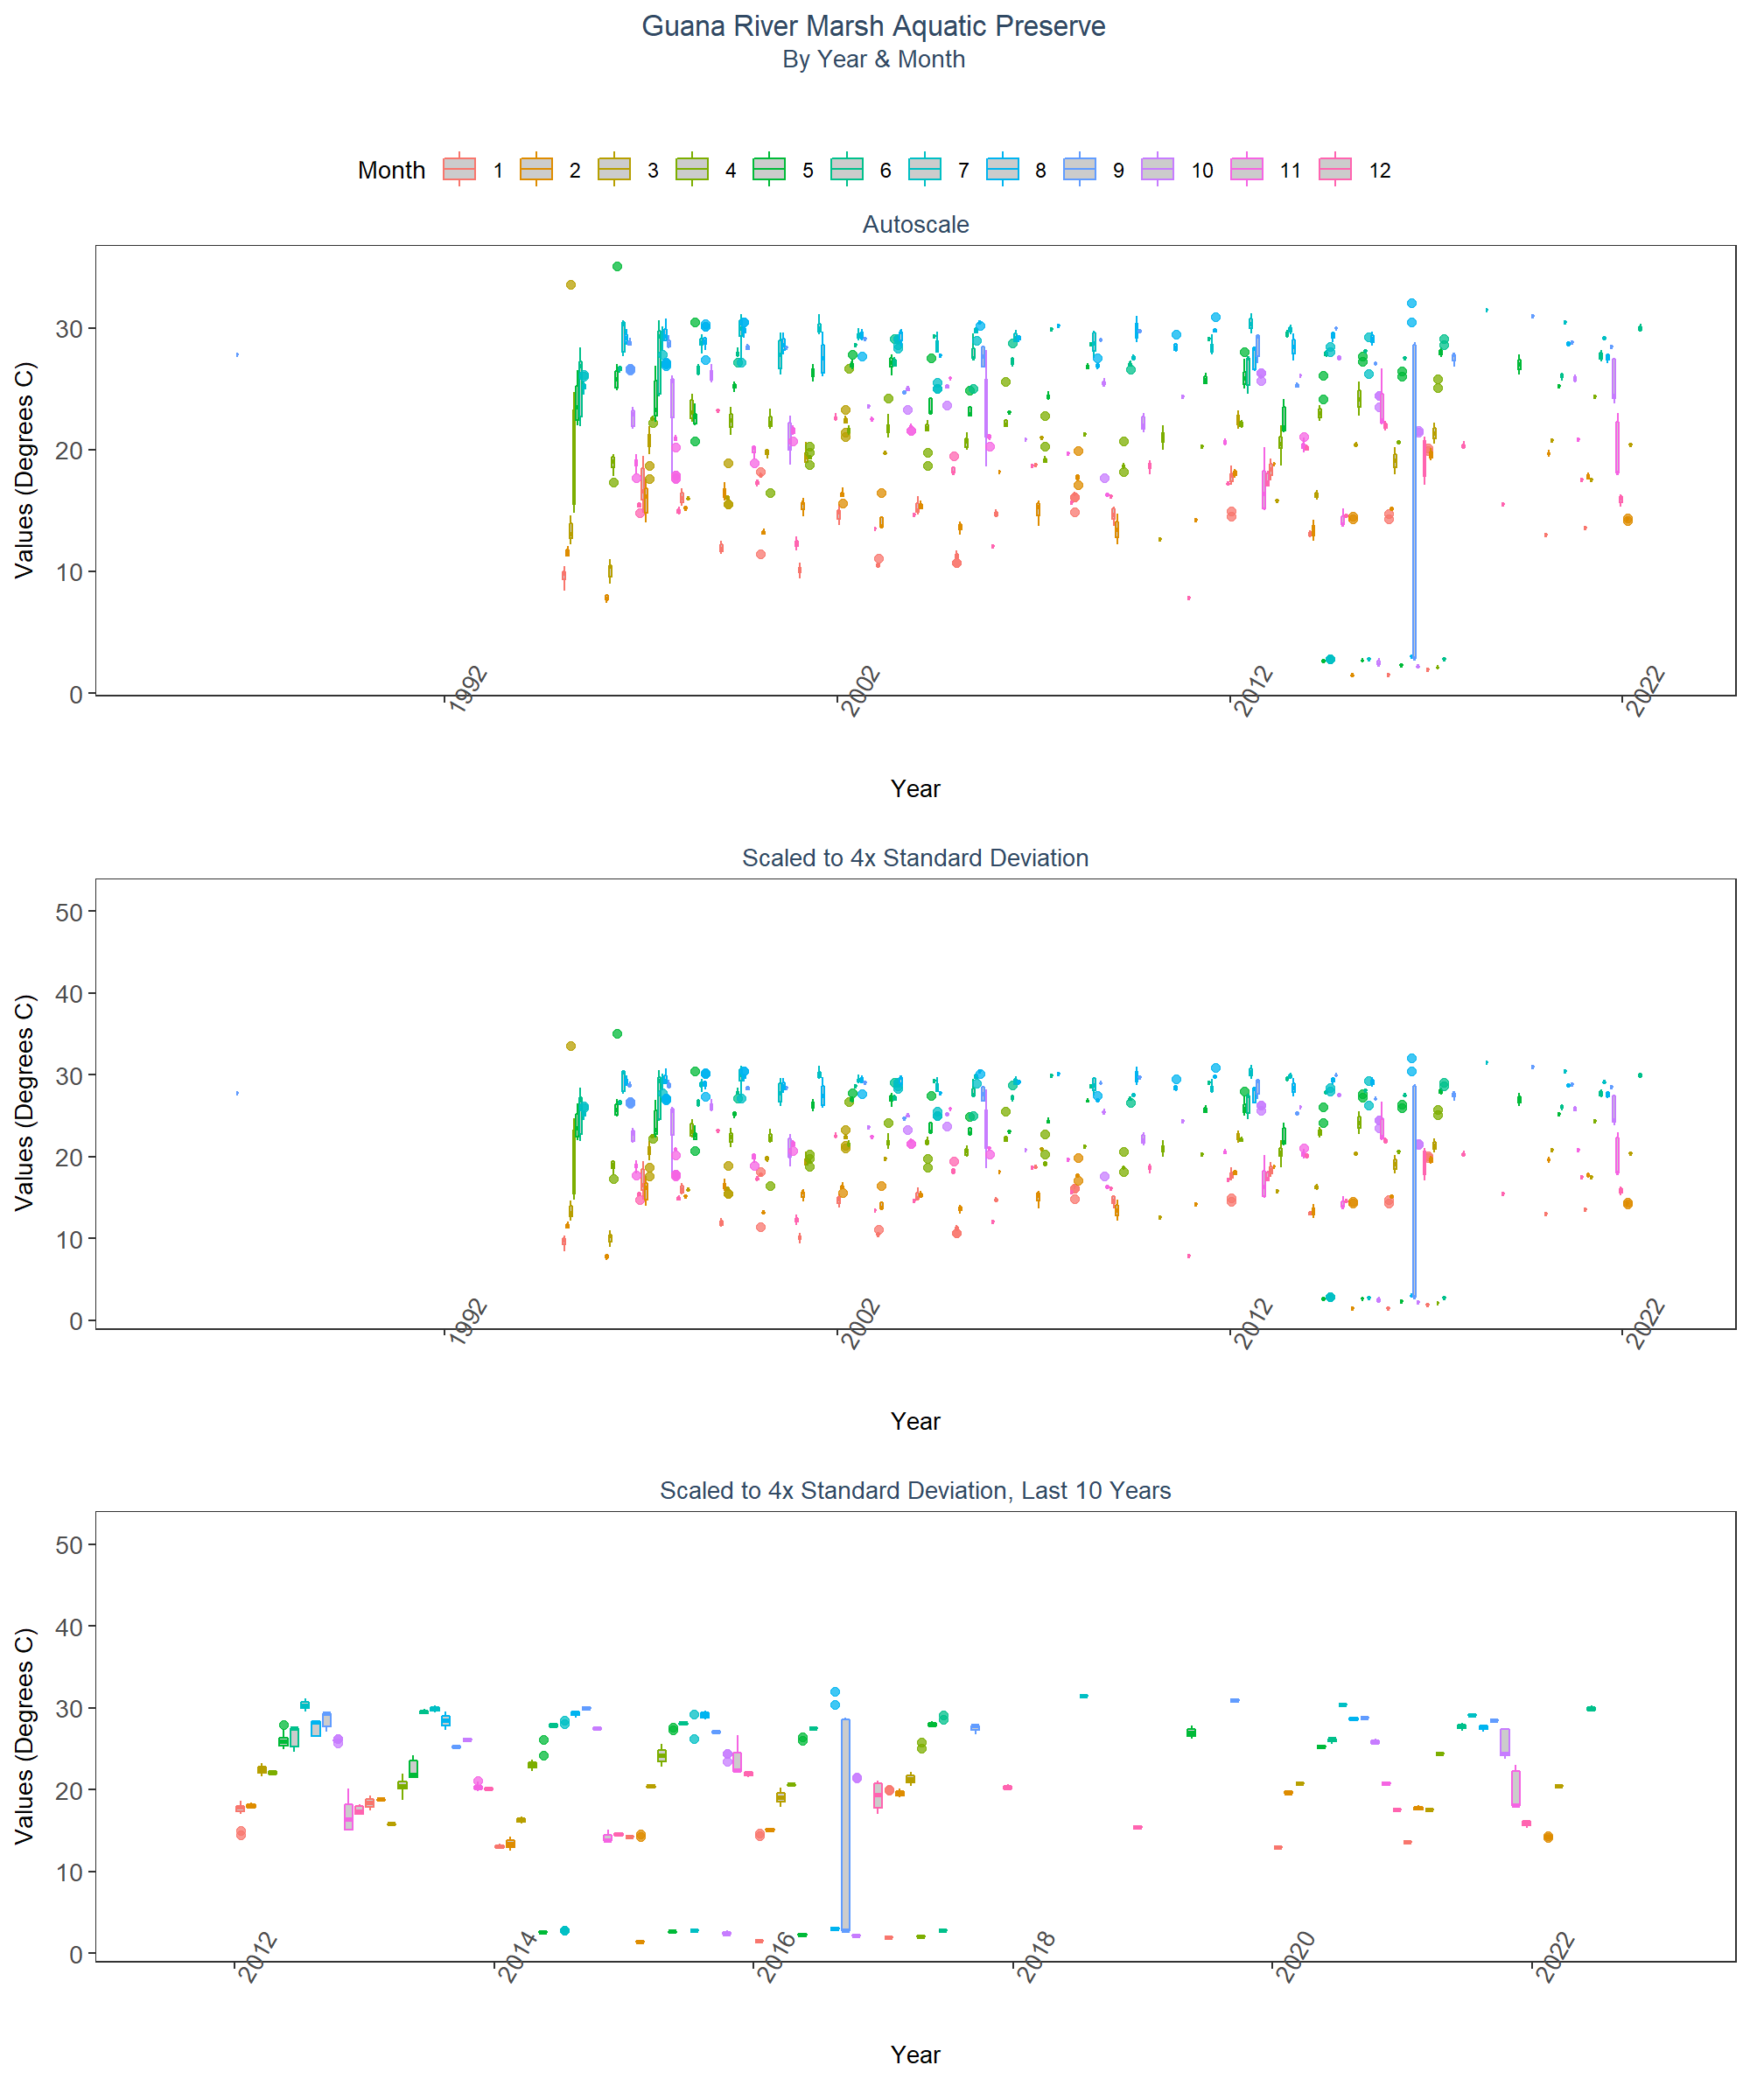 Guana River Marsh Aquatic Preserve
By Year & Month
Month 1 2 3 4 5 6 7 8 9 10 11 12
Autoscale
Values (Degrees C)
30
20
10
0
1992 2002 2012 2022
Year
Scaled to 4x Standard Deviation
Values (Degrees C)
50
40
30
20
10
0
1992 2002 2012 2022
Year
Scaled to 4x Standard Deviation, Last 10 Years
Values (Degrees C)
50
40
30
20
10
0
2012 2014 2016 2018 2020 2022
Year